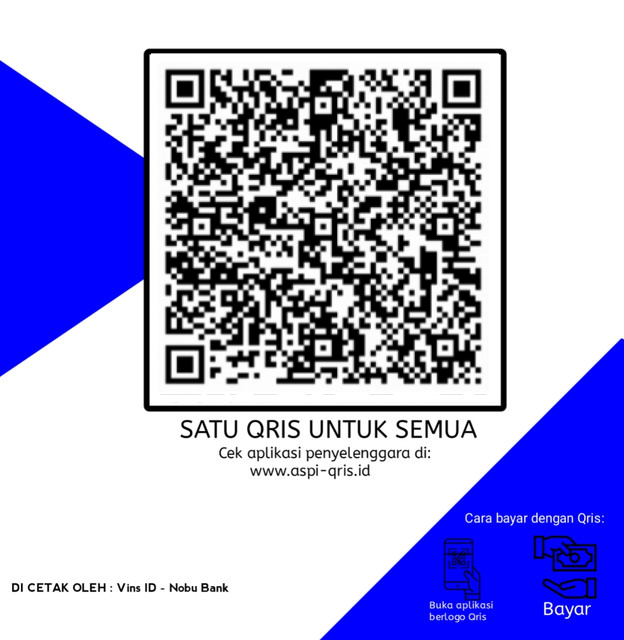 SATU QRIS UNTUK SEMUA
Cek aplikasi penyelenggara di:
www.aspi-qris.id
Cara bayar dengan Qris:
Buka aplikasi
berlogo Qris
Bayar
DI CETAK OLEH : Vins ID - Nobu Bank